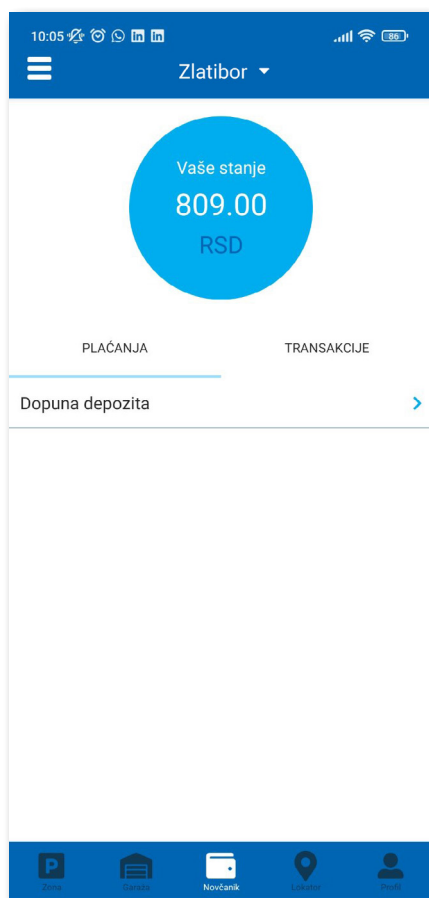 10:05
86
Zlatibor
Vaše stanje
809.00
RSD
PLAĆANJA TRANSAKCIJE
Dopuna depozita
P
Zona Garaža Novčanik Lokator Profil